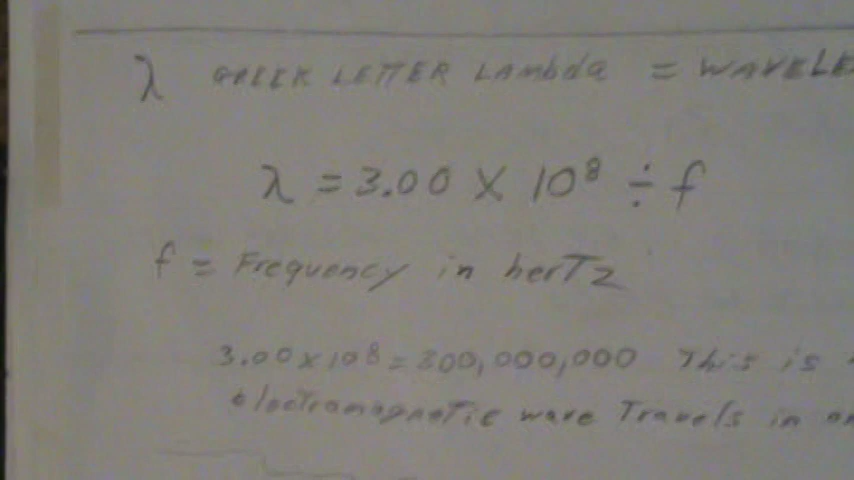 λ GREEK LETTER LAMBDA = WAVELE
λ = 3.00 X 10⁸ ÷ f
f = Frequency in herTz
3.00 x 10⁸ = 300,000,000 This is
electromagnetic wave Travels in on